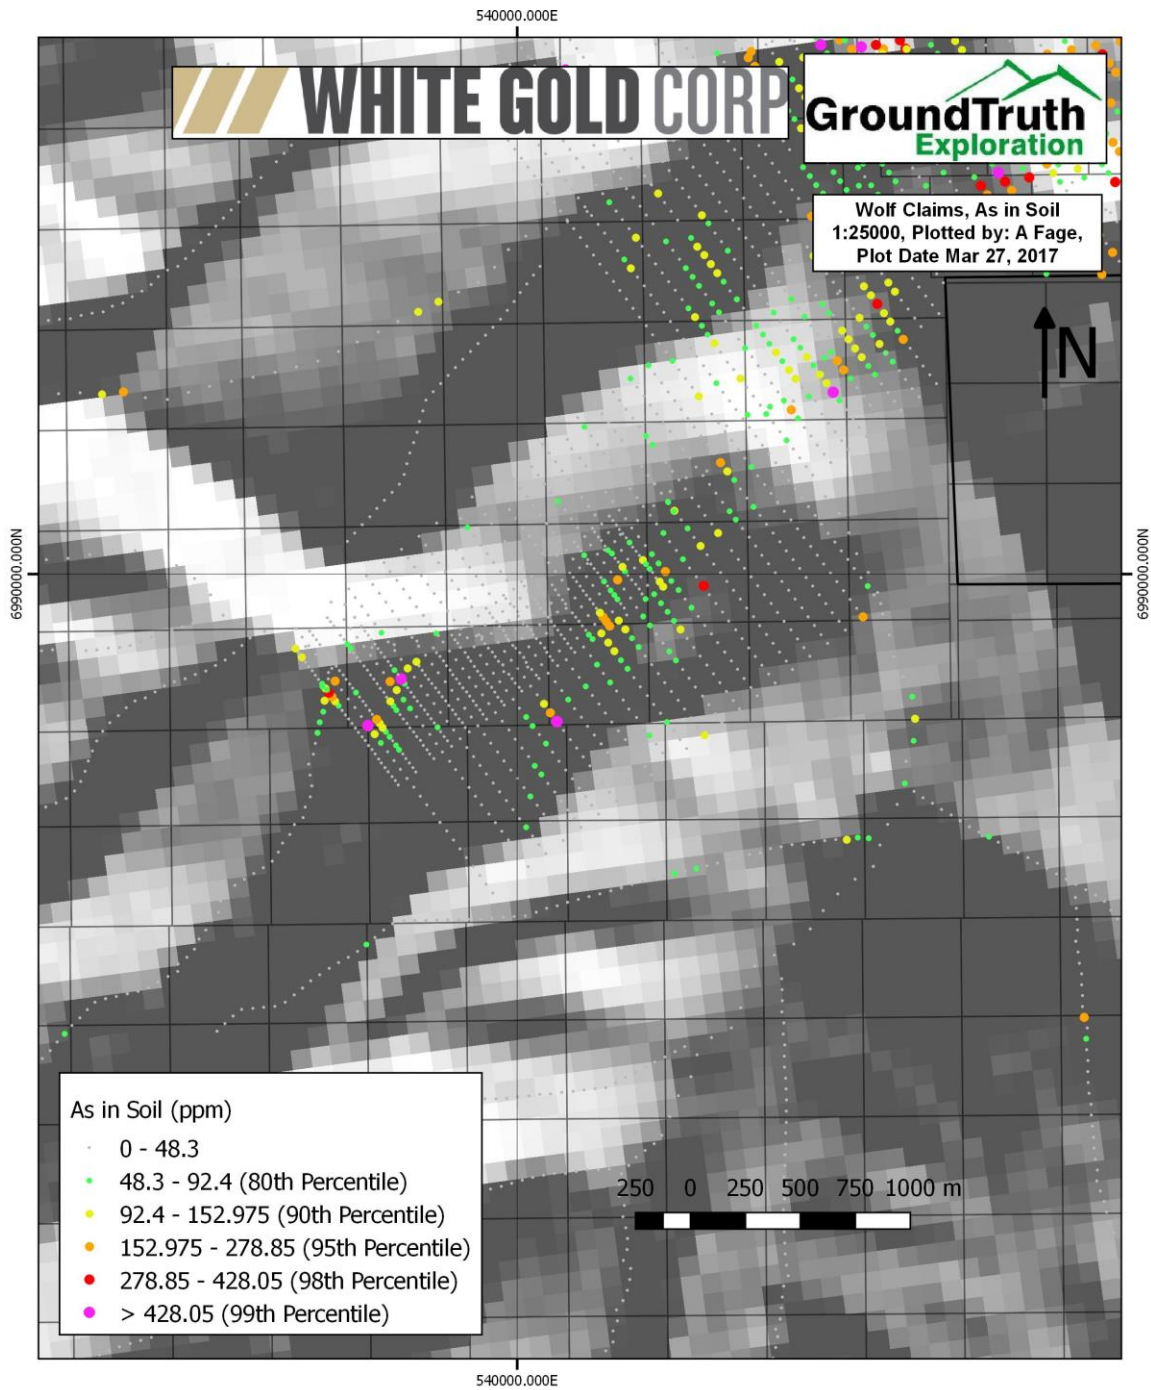 540000.000E
WHITE GOLD CORP
GroundTruth
Exploration
Wolf Claims, As in Soil
1:25000, Plotted by: A Fage,
Plot Date Mar 27, 2017
N
6990000.000N
6990000.000N
As in Soil (ppm)
0 - 48.3
48.3 - 92.4 (80th Percentile)
92.4 - 152.975 (90th Percentile)
152.975 - 278.85 (95th Percentile)
278.85 - 428.05 (98th Percentile)
> 428.05 (99th Percentile)
250 0 250 500 750 1000 m
540000.000E